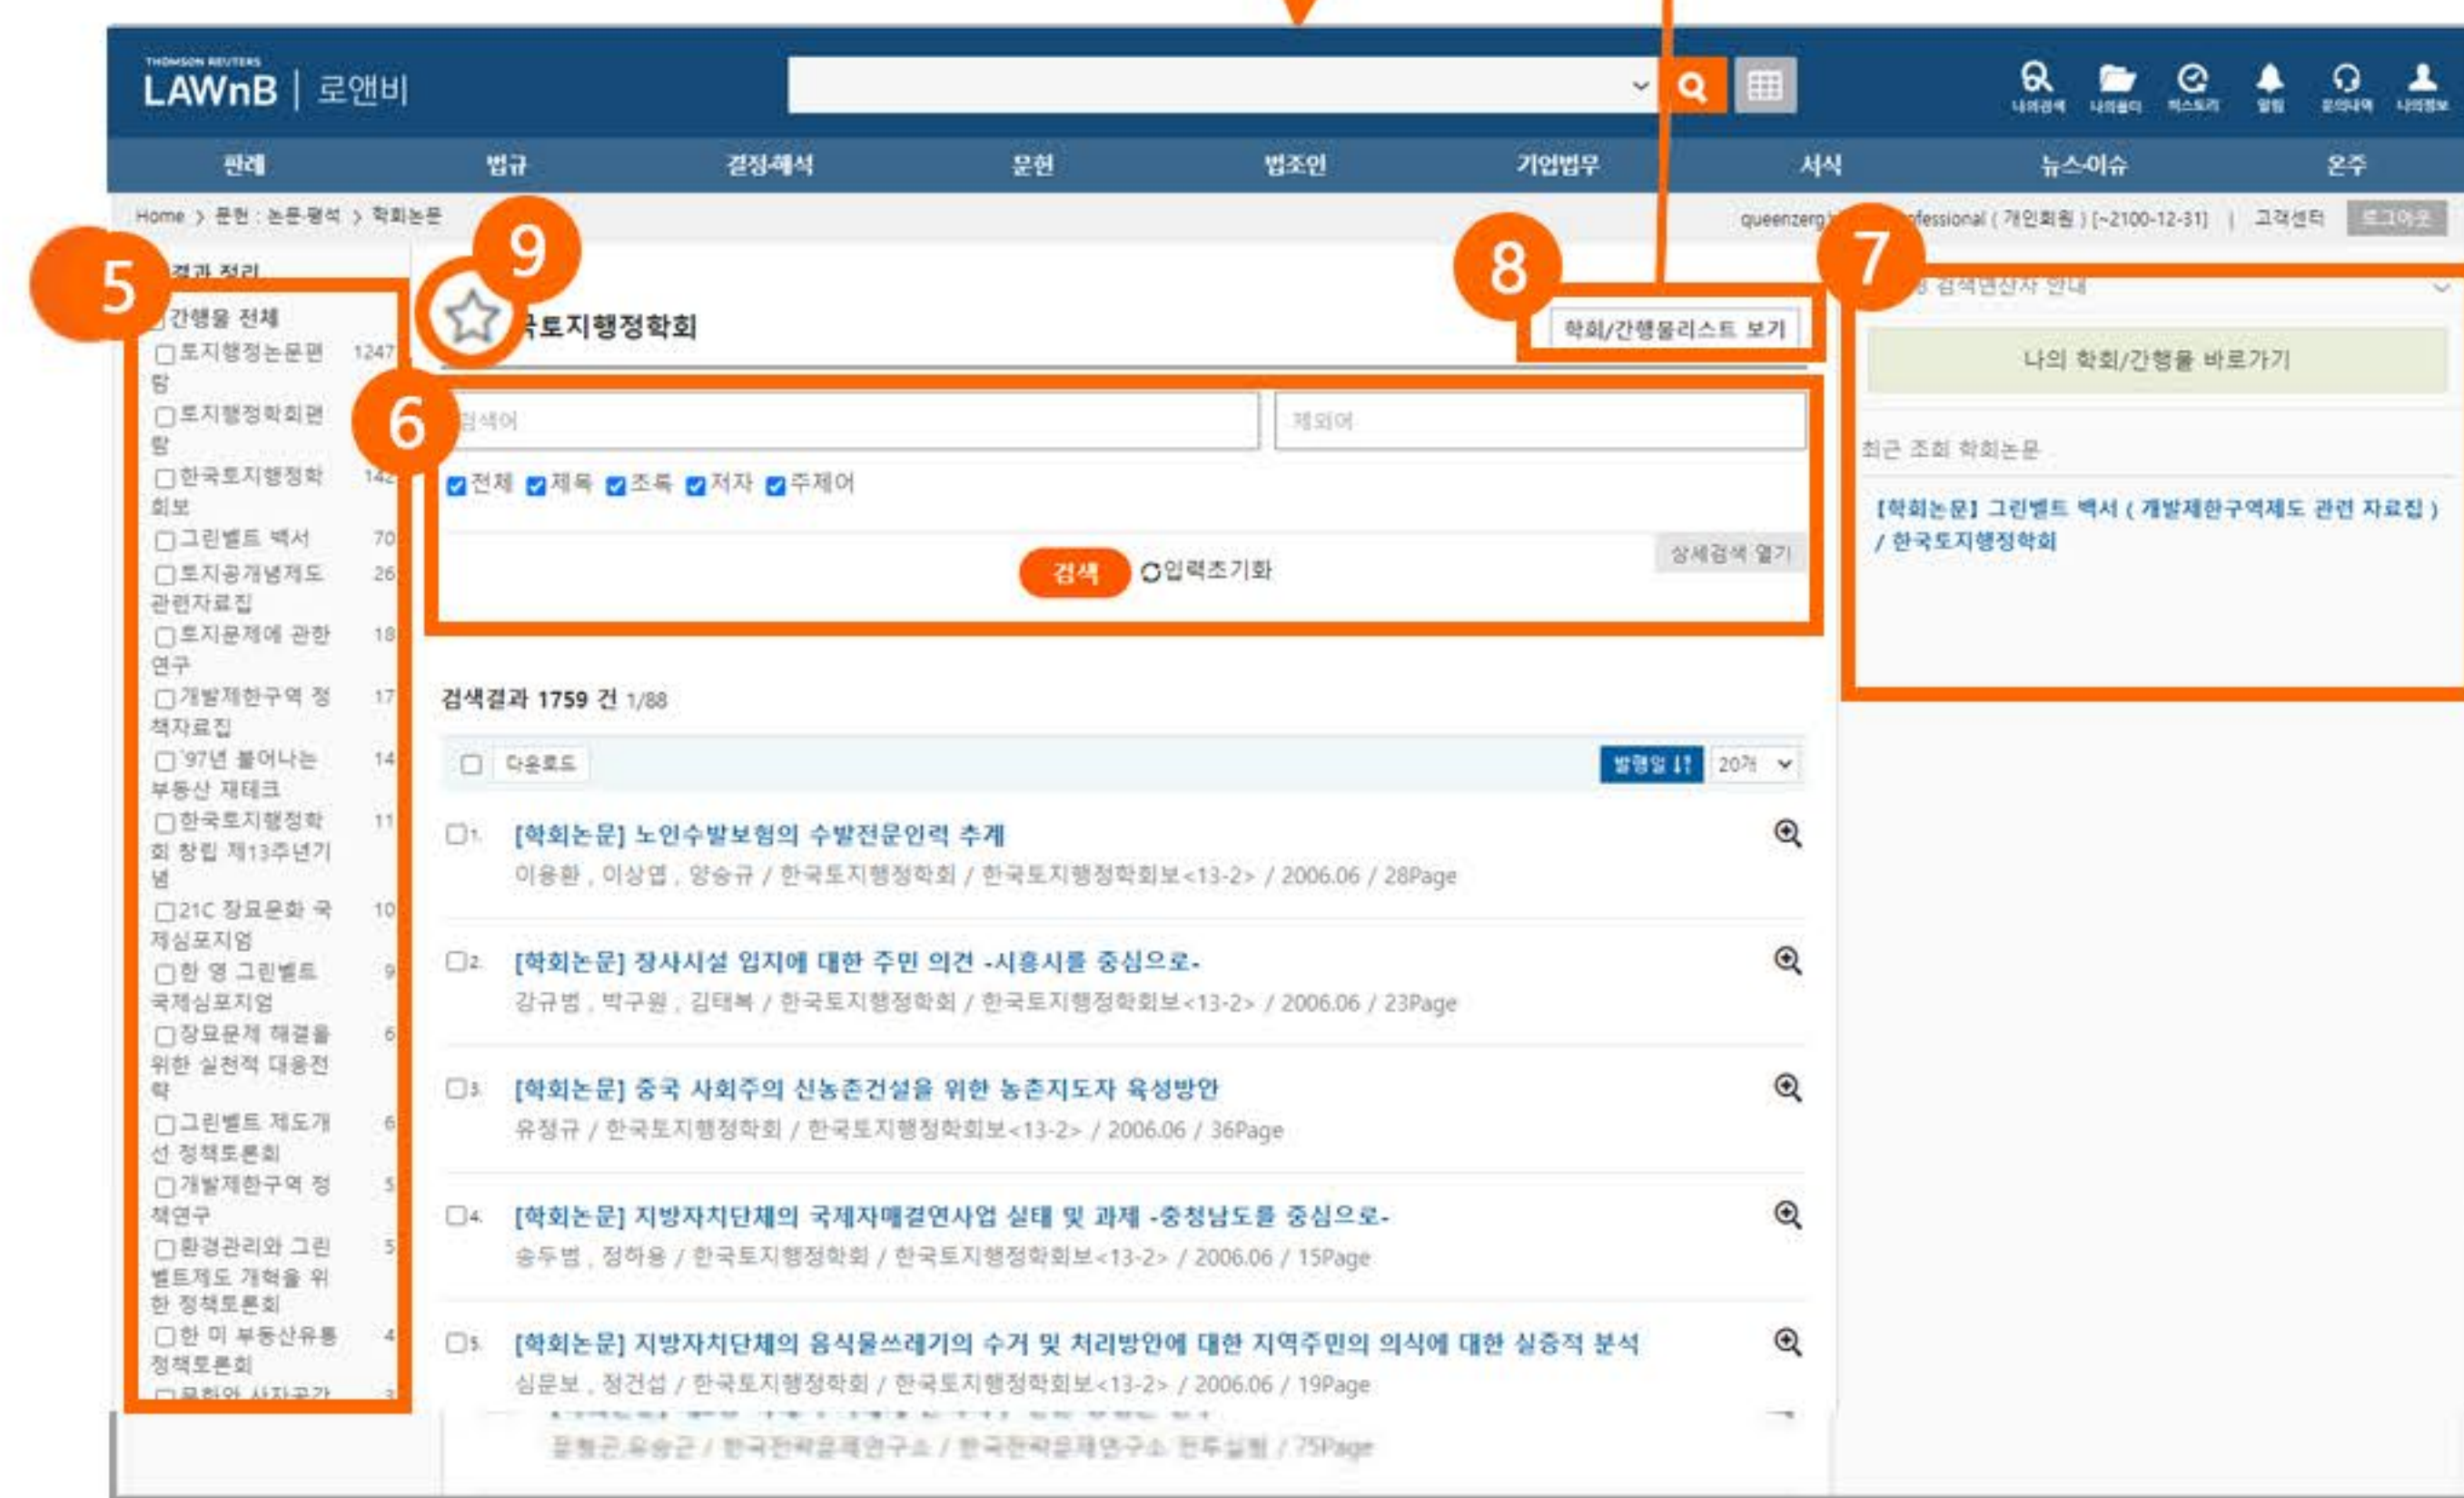 THOMSON REUTERS
LAWnB | 로앤비
나의검색 나의폴더 히스토리 알림 문의내역 나의정보
판례 법규 결정·해석 문헌 법조인 기업법무 서식 뉴스·이슈 온주
Home > 문헌 : 논문·평석 > 학회논문
queenzerg fessional ( 개인회원 ) [~2100-12-31] | 고객센터 로그아웃
5
결과 정리
간행물 전체
토지행정논문편 1247
람
토지행정학회편
람
한국토지행정학 142
회보
그린벨트 백서 70
토지공개념제도 26
관련자료집
토지문제에 관한 18
연구
개발제한구역 정 17
책자료집
'97년 불어나는 14
부동산 재테크
한국토지행정학 11
회 창립 제13주년기
념
21C 장묘문화 국 10
제심포지엄
한 영 그린벨트 9
국제심포지엄
장묘문제 해결을 6
위한 실천적 대응전
략
그린벨트 제도개 6
선 정책토론회
개발제한구역 정 5
책연구
환경관리와 그린 5
벨트제도 개혁을 위
한 정책토론회
한 미 부동산유통 4
정책토론회
9
국토지행정학회
8
학회/간행물리스트 보기
6
검색어 제외어
전체 제목 초록 저자 주제어
상세검색 열기
검색 입력초기화
검색결과 1759 건 1/88
다운로드 발행일 20개
1. [학회논문] 노인수발보험의 수발전문인력 추계
이용환 , 이상엽 , 양승규 / 한국토지행정학회 / 한국토지행정학회보<13-2> / 2006.06 / 28Page
2. [학회논문] 장사시설 입지에 대한 주민 의견 -시흥시를 중심으로-
강규범 , 박구원 , 김태복 / 한국토지행정학회 / 한국토지행정학회보<13-2> / 2006.06 / 23Page
3. [학회논문] 중국 사회주의 신농촌건설을 위한 농촌지도자 육성방안
유정규 / 한국토지행정학회 / 한국토지행정학회보<13-2> / 2006.06 / 36Page
4. [학회논문] 지방자치단체의 국제자매결연사업 실태 및 과제 -충청남도를 중심으로-
송두범 , 정하용 / 한국토지행정학회 / 한국토지행정학회보<13-2> / 2006.06 / 15Page
5. [학회논문] 지방자치단체의 음식물쓰레기의 수거 및 처리방안에 대한 지역주민의 의식에 대한 실증적 분석
심문보 , 정건섭 / 한국토지행정학회 / 한국토지행정학회보<13-2> / 2006.06 / 19Page
7
검색연산자 안내
나의 학회/간행물 바로가기
최근 조회 학회논문
【학회논문】 그린벨트 백서 ( 개발제한구역제도 관련 자료집 )
/ 한국토지행정학회